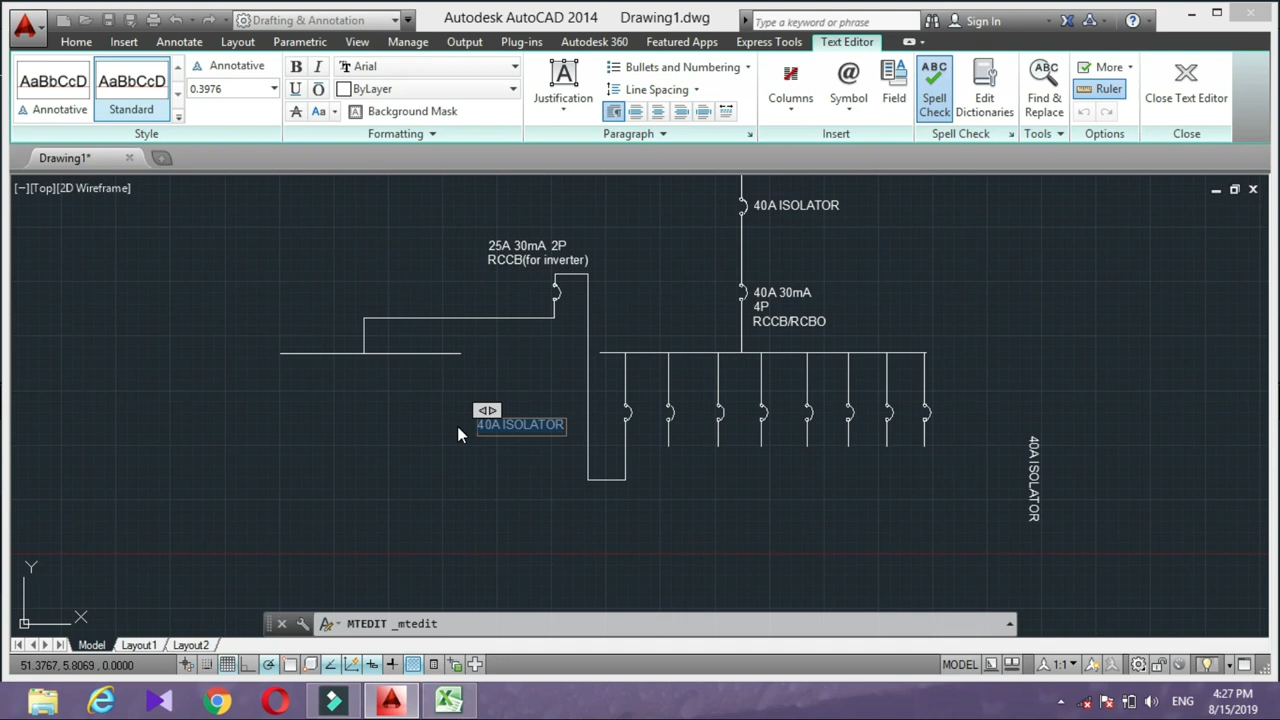 Drafting & Annotation
Autodesk AutoCAD 2014 Drawing1.dwg
Type a keyword or phrase
Sign In
Home Insert Annotate Layout Parametric View Manage Output Plug-ins Autodesk 360 Featured Apps Express Tools Text Editor
AaBbCcD AaBbCcD
Annotative Standard
Annotative
0.3976
Style
B I Arial
U O ByLayer
Aa Background Mask
Formatting
A
Justification
Bullets and Numbering
Line Spacing
Paragraph
Columns
@
Symbol
Field
Insert
ABC
Spell
Check
Edit
Dictionaries
Spell Check
ABC
Find &
Replace
Tools
More
Ruler
Options
Close Text Editor
Close
Drawing1*
[−][Top][2D Wireframe]
40A ISOLATOR
25A 30mA 2P
RCCB(for inverter)
40A 30mA
4P
RCCB/RCBO
40A ISOLATOR
40A ISOLATOR
Y
X
MTEDIT _mtedit
Model Layout1 Layout2
51.3767, 5.8069, 0.0000
MODEL
1:1
ENG
4:27 PM
8/15/2019